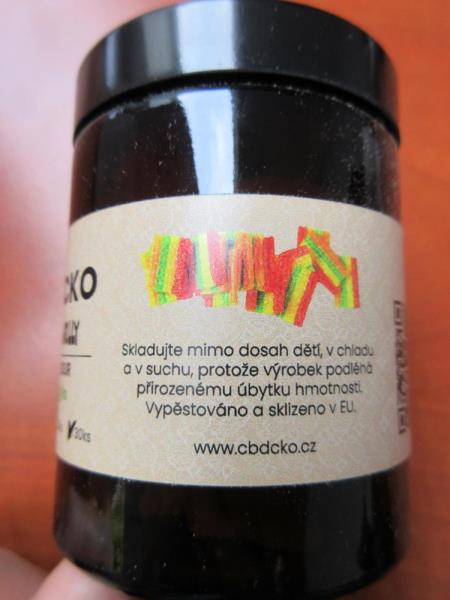 CKO
Skladujte mimo dosah dětí, v chladu
a v suchu, protože výrobek podléhá
přirozenému úbytku hmotnosti.
Vypěstováno a sklizeno v EU.
30ks
www.cbdcko.cz